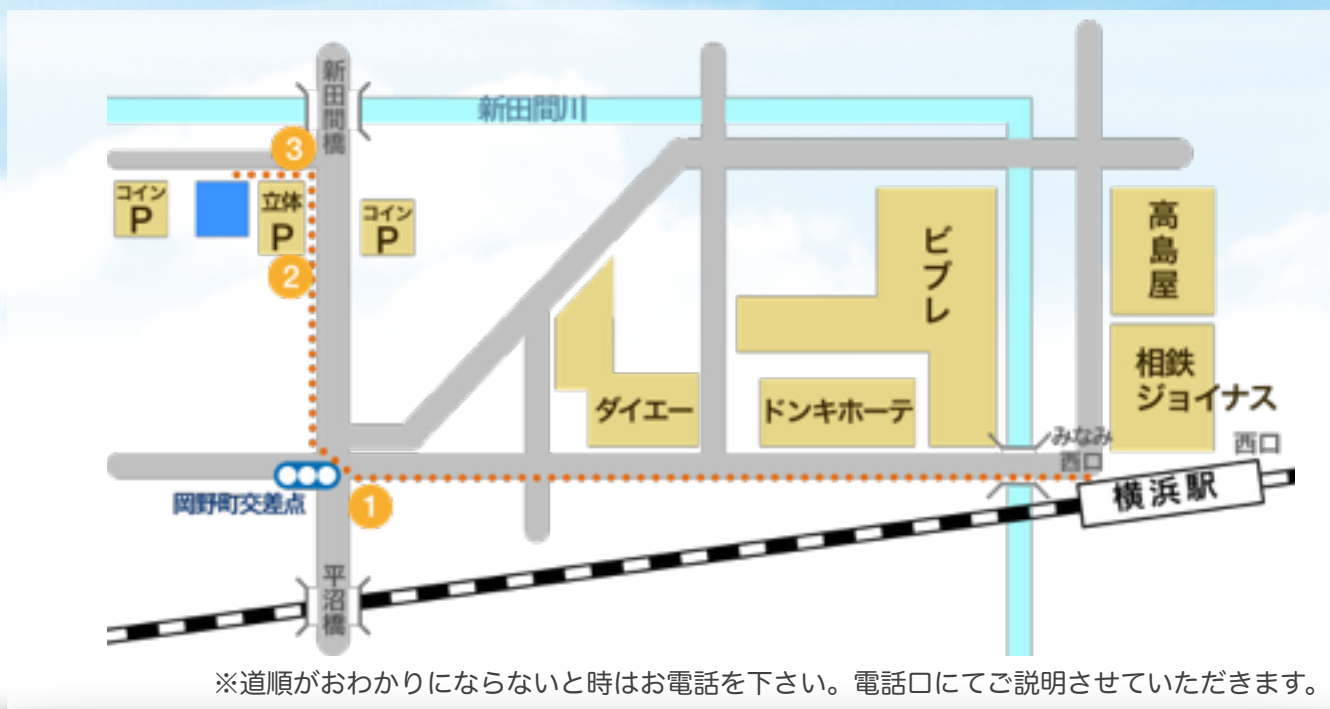 新田間橋
新田間川
3
コイン
P
立体
P
コイン
P
2
ビブレ
高島屋
相鉄
ジョイナス
ダイエー
ドンキホーテ
みなみ
西口
西口
横浜駅
岡野町交差点
1
平沼橋
※道順がおわかりにならないと時はお電話を下さい。電話口にてご説明させていただきます。